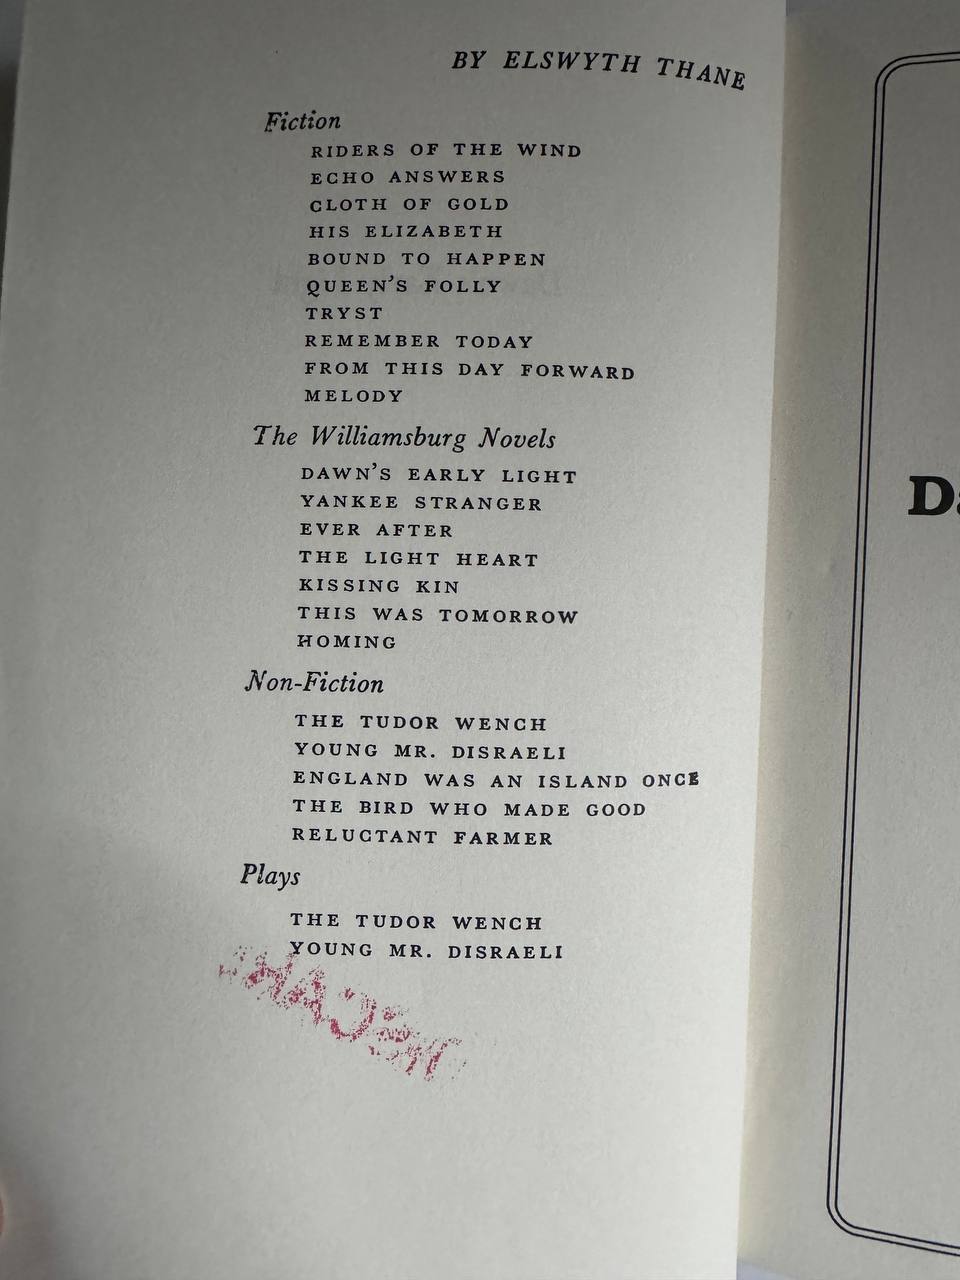 BY ELSWYTH THANE
Fiction
RIDERS OF THE WIND
ECHO ANSWERS
CLOTH OF GOLD
HIS ELIZABETH
BOUND TO HAPPEN
QUEEN'S FOLLY
TRYST
REMEMBER TODAY
FROM THIS DAY FORWARD
MELODY
The Williamsburg Novels
DAWN'S EARLY LIGHT
YANKEE STRANGER
EVER AFTER
THE LIGHT HEART
KISSING KIN
THIS WAS TOMORROW
HOMING
Non-Fiction
THE TUDOR WENCH
YOUNG MR. DISRAELI
ENGLAND WAS AN ISLAND ONCE
THE BIRD WHO MADE GOOD
RELUCTANT FARMER
Plays
THE TUDOR WENCH
YOUNG MR. DISRAELI